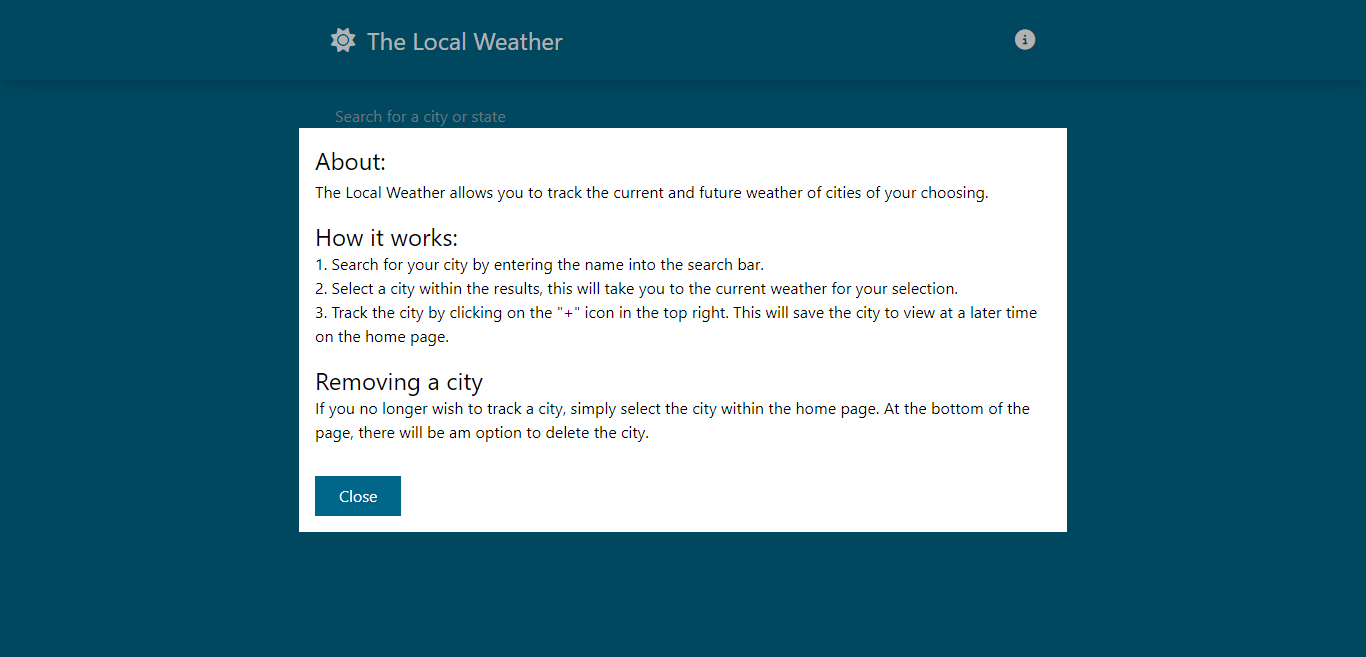 The Local Weather
Search for a city or state
About:
The Local Weather allows you to track the current and future weather of cities of your choosing.
How it works:
1. Search for your city by entering the name into the search bar.
2. Select a city within the results, this will take you to the current weather for your selection.
3. Track the city by clicking on the "+" icon in the top right. This will save the city to view at a later time
on the home page.
Removing a city
If you no longer wish to track a city, simply select the city within the home page. At the bottom of the
page, there will be am option to delete the city.
Close